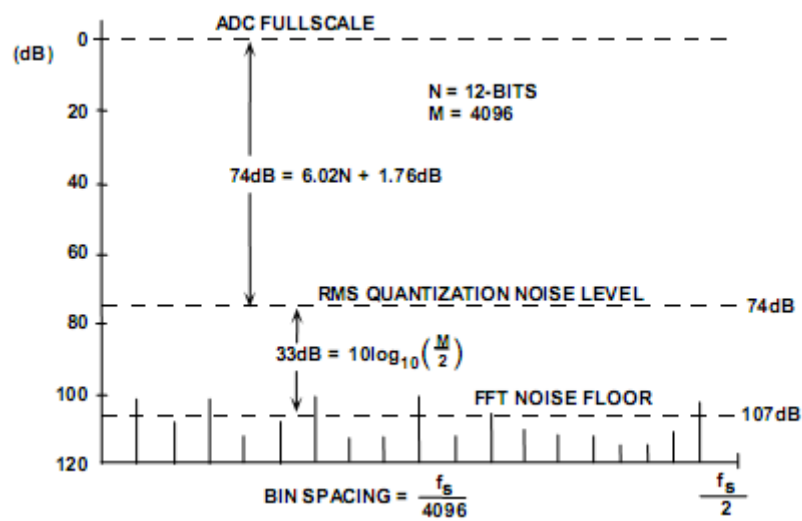 ADC FULLSCALE
0
(dB)
N = 12-BITS
M = 4096
20
74dB = 6.02N + 1.76dB
40
60
RMS QUANTIZATION NOISE LEVEL
74dB
80
33dB = 10log10(M/2)
100
FFT NOISE FLOOR
107dB
120
BIN SPACING = fs/4096
fs/2